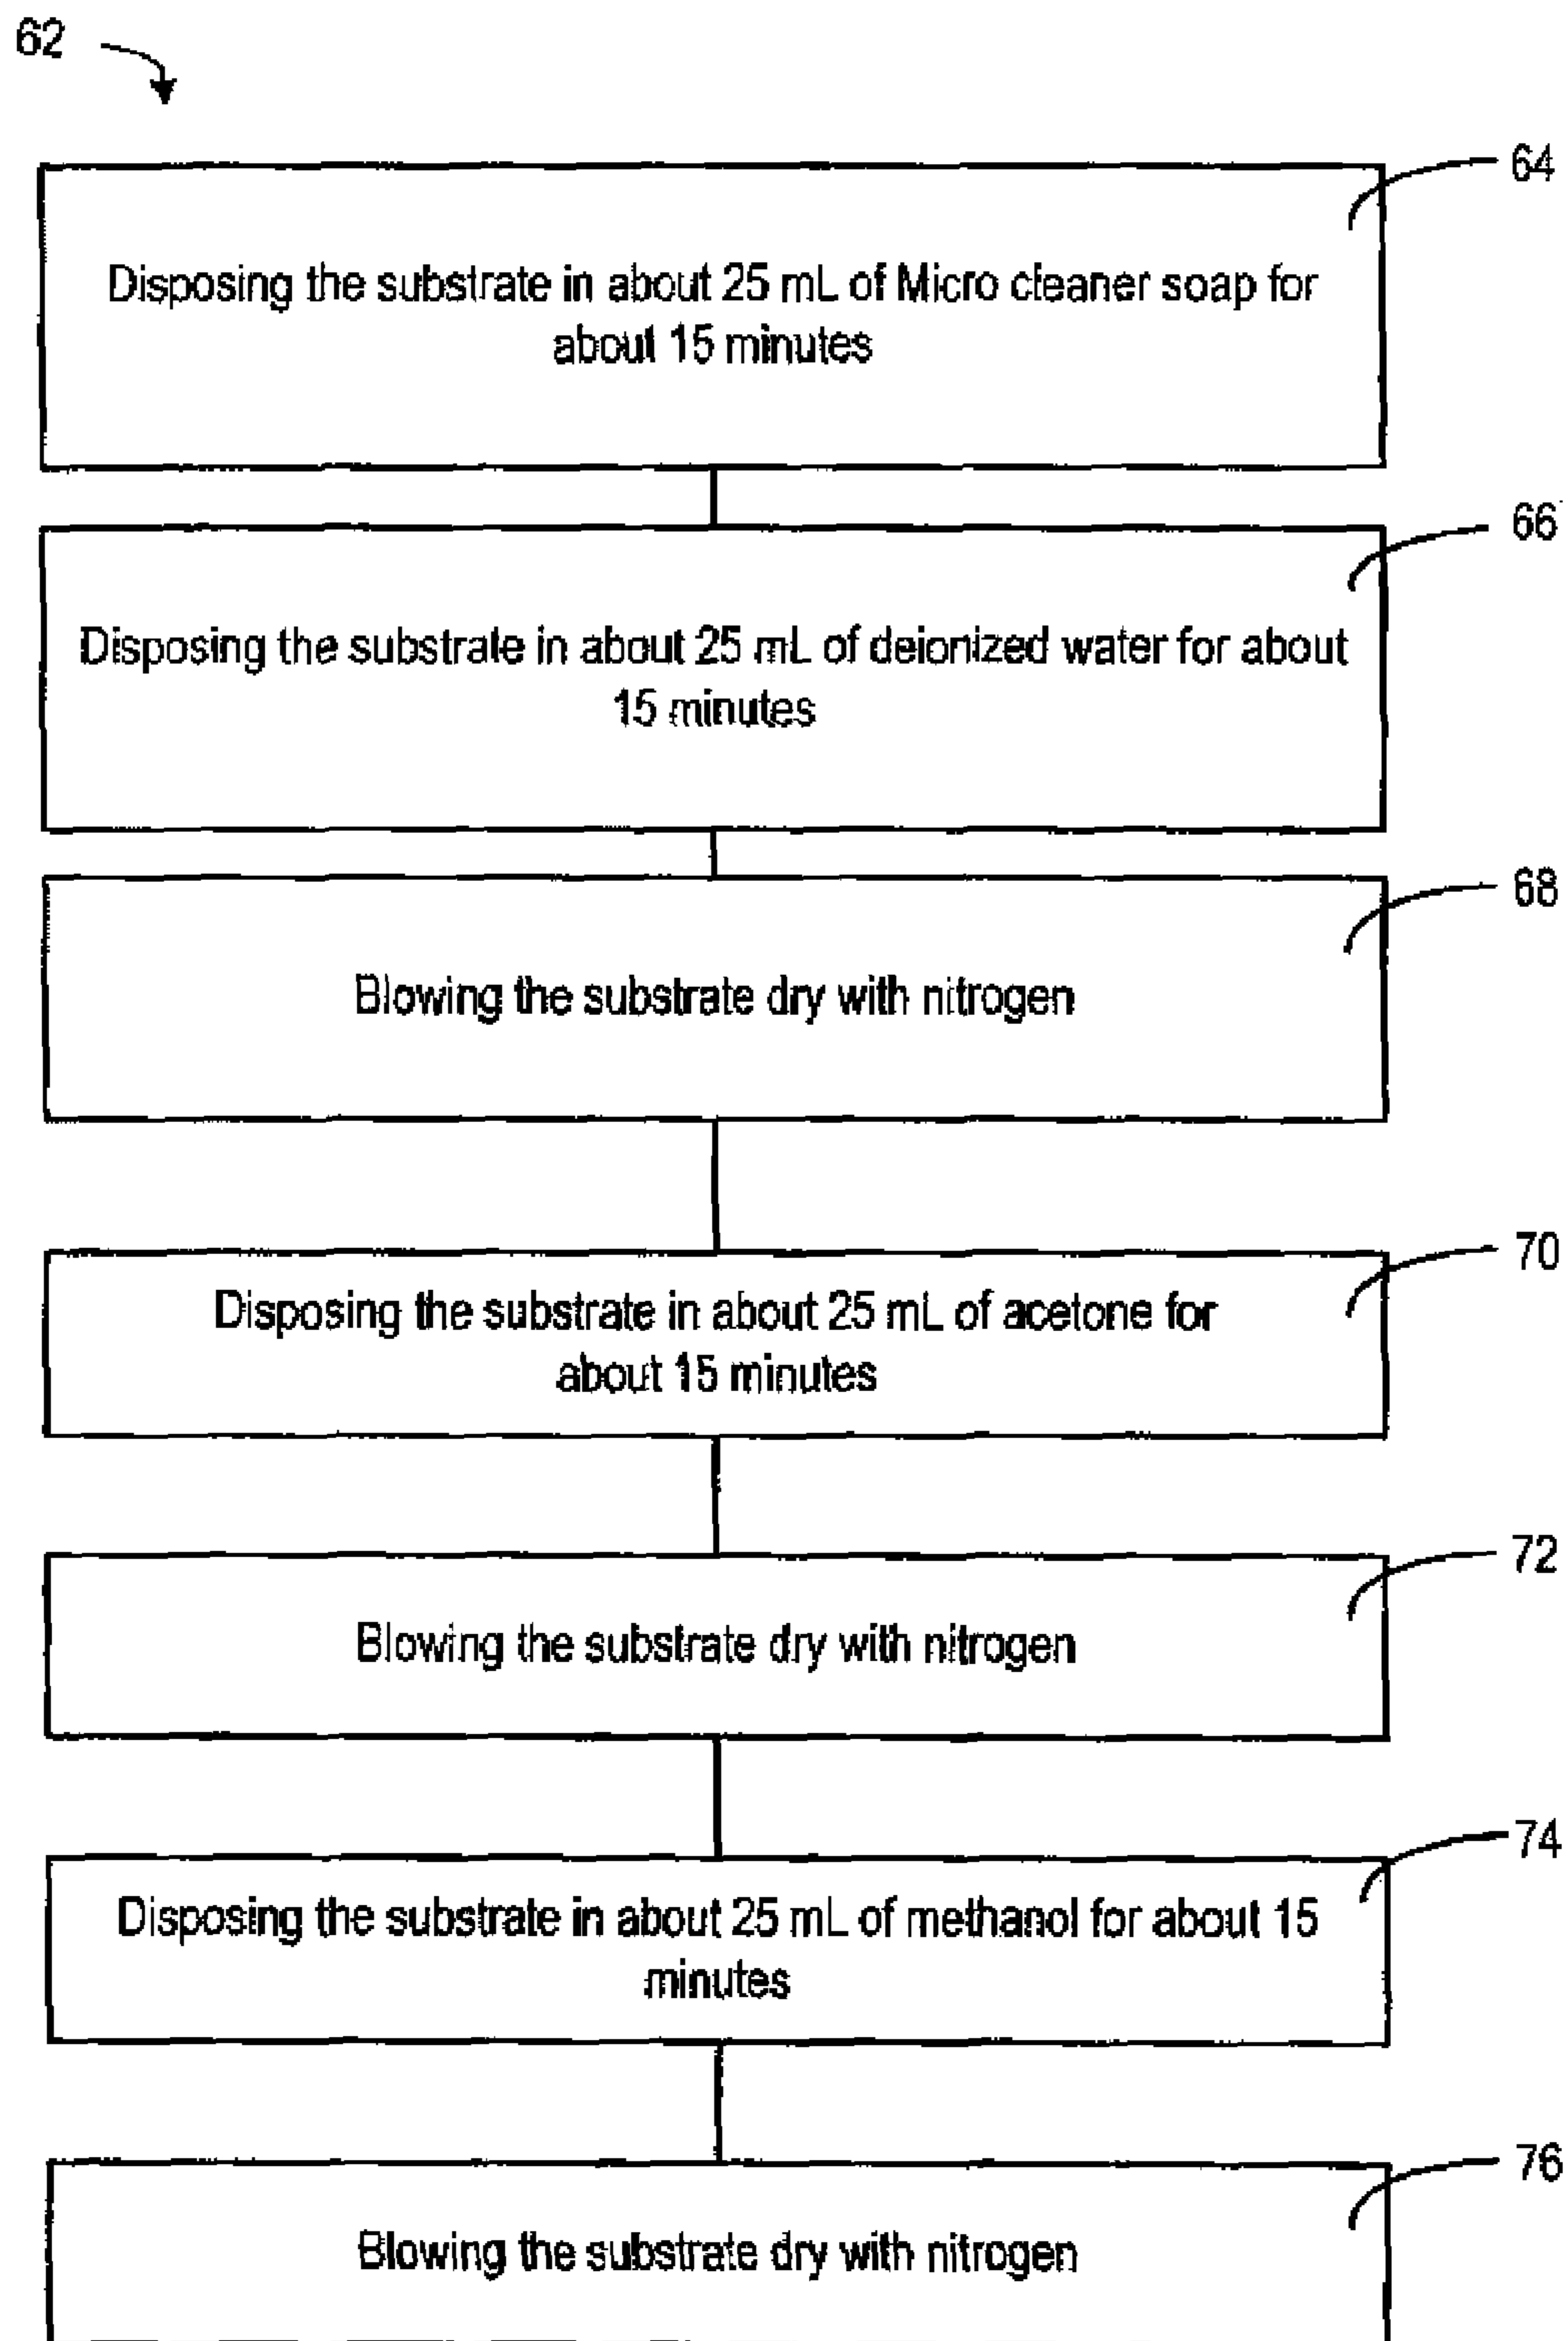 62
64
Disposing the substrate in about 25 mL of Micro cleaner soap for
about 15 minutes
66
Disposing the substrate in about 25 mL of deionized water for about
15 minutes
68
Blowing the substrate dry with nitrogen
70
Disposing the substrate in about 25 mL of acetone for
about 15 minutes
72
Blowing the substrate dry with nitrogen
74
Disposing the substrate in about 25 mL of methanol for about 15
minutes
76
Blowing the substrate dry with nitrogen